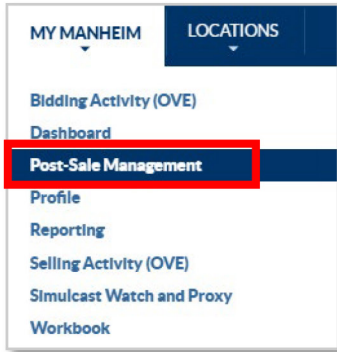 MY MANHEIM
LOCATIONS
Bidding Activity (OVE)
Dashboard
Post-Sale Management
Profile
Reporting
Selling Activity (OVE)
Simulcast Watch and Proxy
Workbook